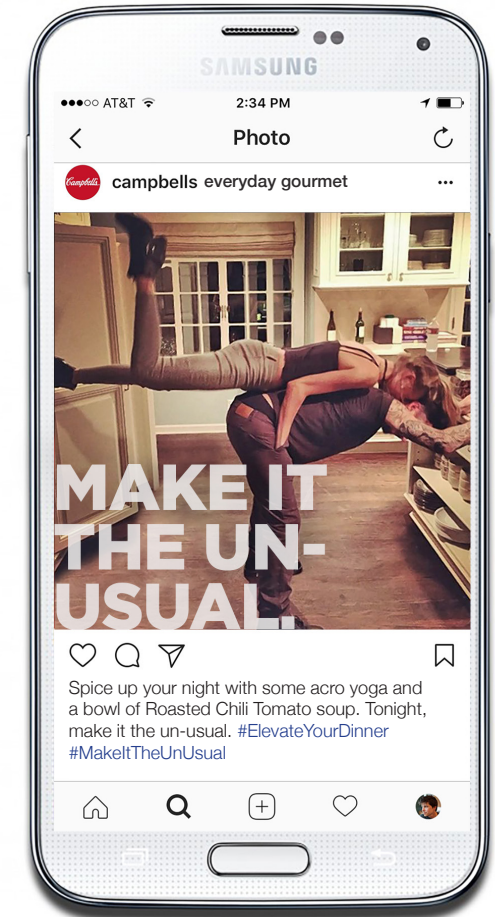 SAMSUNG
AT&T 2:34 PM
Photo
Campbells campbells everyday gourmet
MAKE IT
THE UN-
USUAL.
Spice up your night with some acro yoga and
a bowl of Roasted Chili Tomato soup. Tonight,
make it the un-usual. #ElevateYourDinner
#MakeItTheUnUsual